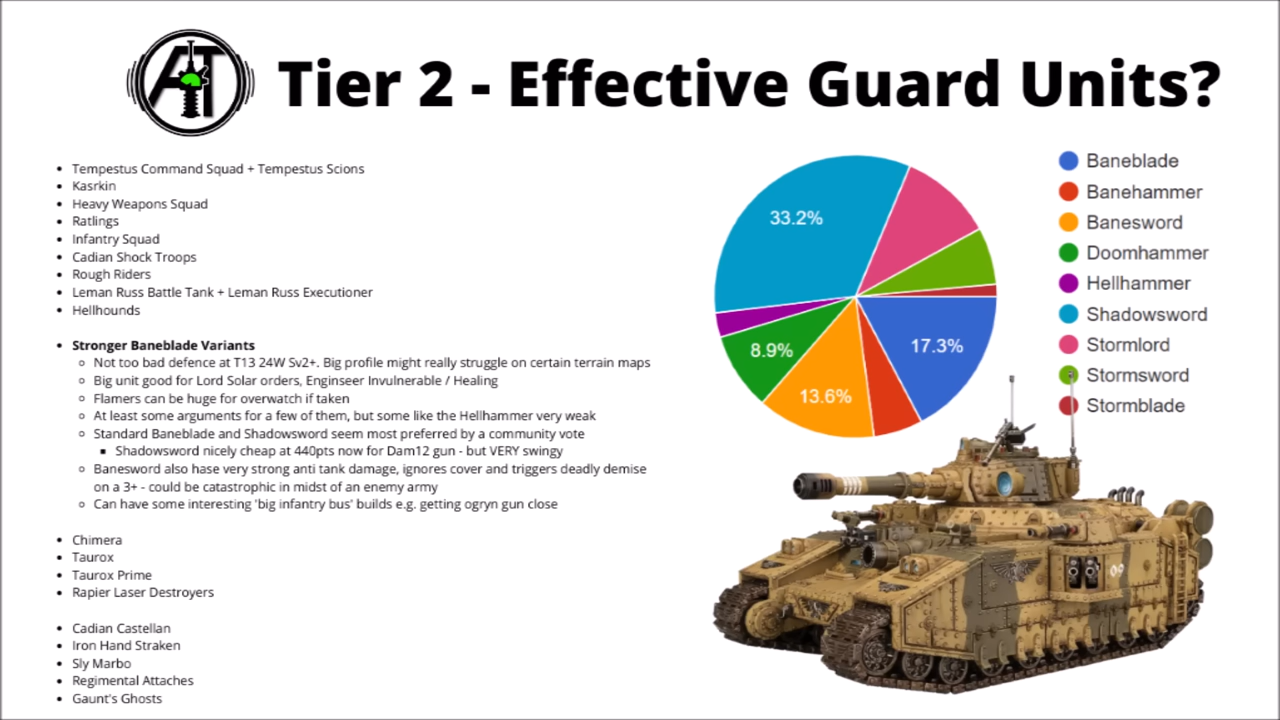 AT
Tier 2 - Effective Guard Units?
Tempestus Command Squad + Tempestus Scions
Kasrkin
Heavy Weapons Squad
Ratlings
Infantry Squad
Cadian Shock Troops
Rough Riders
Leman Russ Battle Tank + Leman Russ Executioner
Hellhounds
Stronger Baneblade Variants
Not too bad defence at T13 24W Sv2+. Big profile might really struggle on certain terrain maps
Big unit good for Lord Solar orders, Enginseer Invulnerable / Healing
Flamers can be huge for overwatch if taken
At least some arguments for a few of them, but some like the Hellhammer very weak
Standard Baneblade and Shadowsword seem most preferred by a community vote
Shadowsword nicely cheap at 440pts now for Dam12 gun - but VERY swingy
Banesword also hase very strong anti tank damage, ignores cover and triggers deadly demise
on a 3+ - could be catastrophic in midst of an enemy army
Can have some interesting 'big infantry bus' builds e.g. getting ogryn gun close
Chimera
Taurox
Taurox Prime
Rapier Laser Destroyers
Cadian Castellan
Iron Hand Straken
Sly Marbo
Regimental Attaches
Gaunt's Ghosts
33.2%
17.3%
8.9%
13.6%
Baneblade
Banehammer
Banesword
Doomhammer
Hellhammer
Shadowsword
Stormlord
Stormsword
Stormblade
09